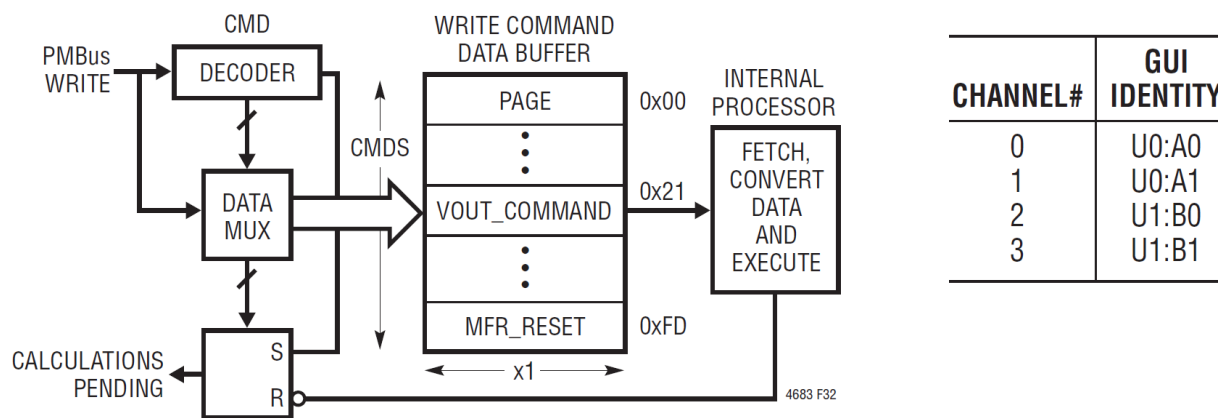 CMD
PMBus
WRITE
DECODER
DATA
MUX
S
R
CALCULATIONS
PENDING
CMDS
WRITE COMMAND
DATA BUFFER
PAGE
0x00
VOUT_COMMAND
0x21
MFR_RESET
0xFD
x1
INTERNAL
PROCESSOR
FETCH,
CONVERT
DATA
AND
EXECUTE
4683 F32
CHANNEL# GUI IDENTITY
0 U0:A0
1 U0:A1
2 U1:B0
3 U1:B1